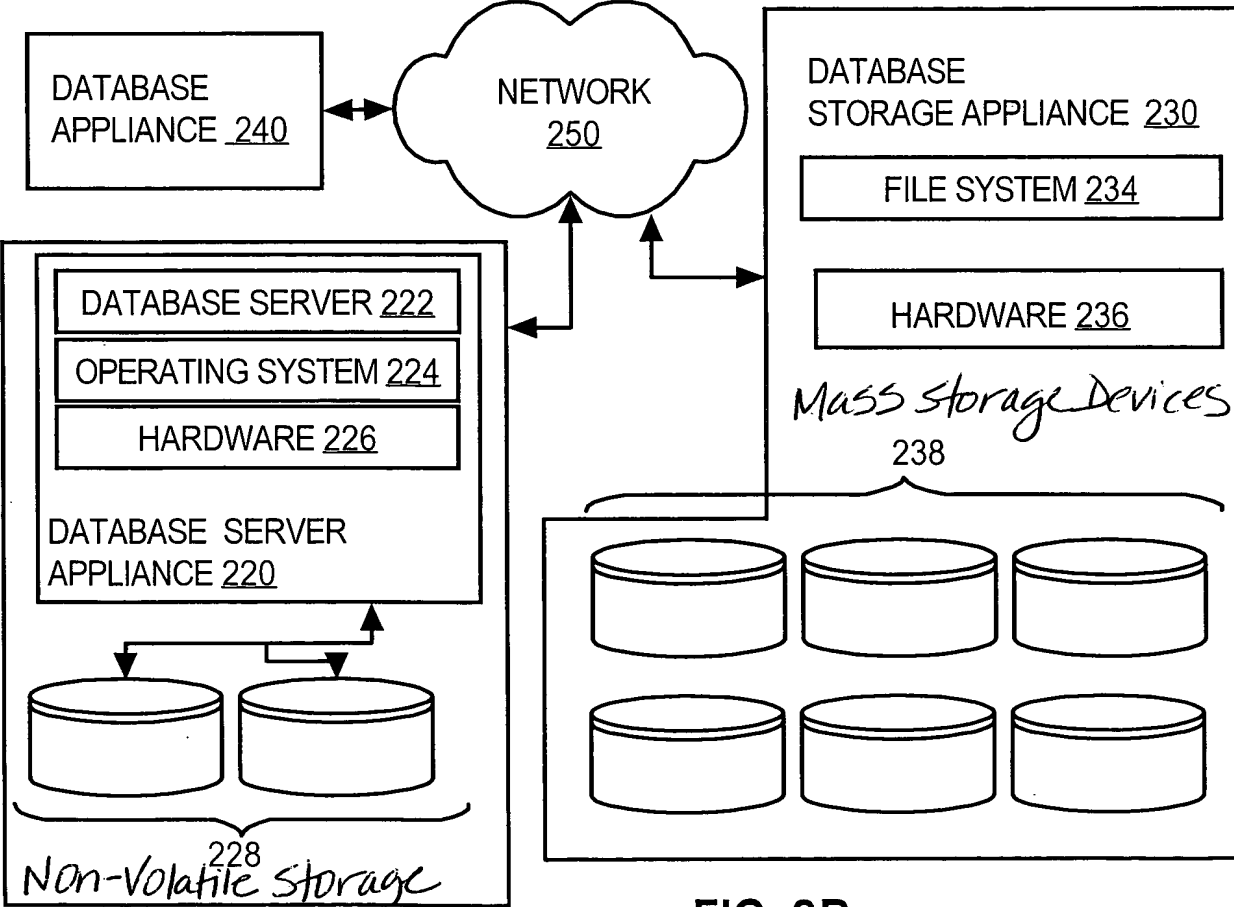 DATABASE
APPLIANCE 240
NETWORK
250
DATABASE
STORAGE APPLIANCE 230
FILE SYSTEM 234
HARDWARE 236
Mass Storage Devices
238
DATABASE SERVER 222
OPERATING SYSTEM 224
HARDWARE 226
DATABASE SERVER
APPLIANCE 220
228
Non-Volatile Storage